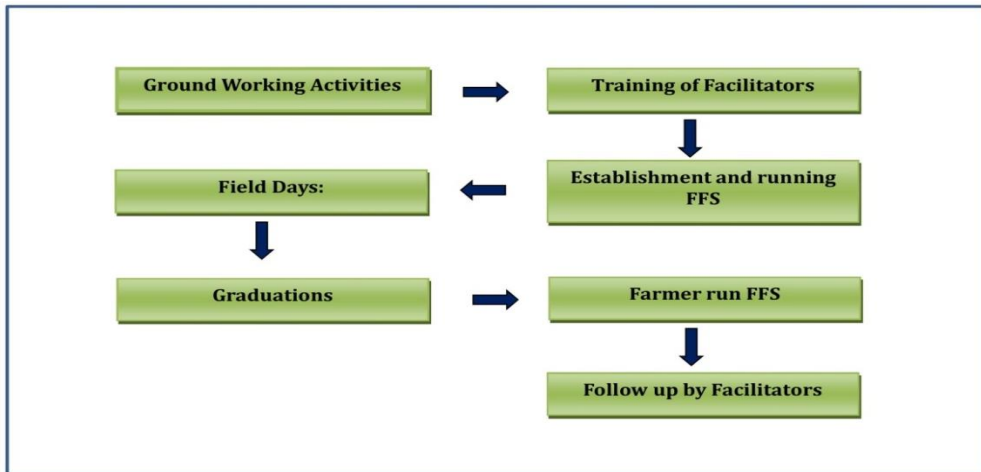 Ground Working Activities
Training of Facilitators
Establishment and running
FFS
Field Days:
Graduations
Farmer run FFS
Follow up by Facilitators